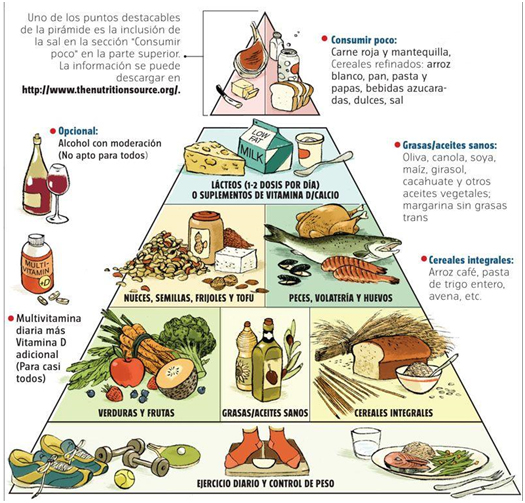 Uno de los puntos destacables
de la pirámide es la inclusión de
la sal en la sección "Consumir
poco" en la parte superior.
La información se puede
descargar en
http://www.thenutritionsource.org/.
Consumir poco:
Carne roja y mantequilla,
Cereales refinados: arroz
blanco, pan, pasta y
papas, bebidas azucara-
das, dulces, sal
Opcional:
Alcohol con moderación
(No apto para todos)
LOW
FAT
MILK
LÁCTEOS (1-2 DOSIS POR DÍA)
O SUPLEMENTOS DE VITAMINA D/CALCIO
Grasas/aceites sanos:
Oliva, canola, soya,
maíz, girasol,
cacahuate y otros
aceites vegetales;
margarina sin grasas
trans
MULTI-
VITAMIN
+D
NUECES, SEMILLAS, FRIJOLES Y TOFU
PECES, VOLATERÍA Y HUEVOS
Cereales integrales:
Arroz café, pasta
de trigo entero,
avena, etc.
Multivitamina
diaria más
Vitamina D
adicional
(Para casi
todos)
VERDURAS Y FRUTAS
GRASAS/ACEITES SANOS
CEREALES INTEGRALES
EJERCICIO DIARIO Y CONTROL DE PESO